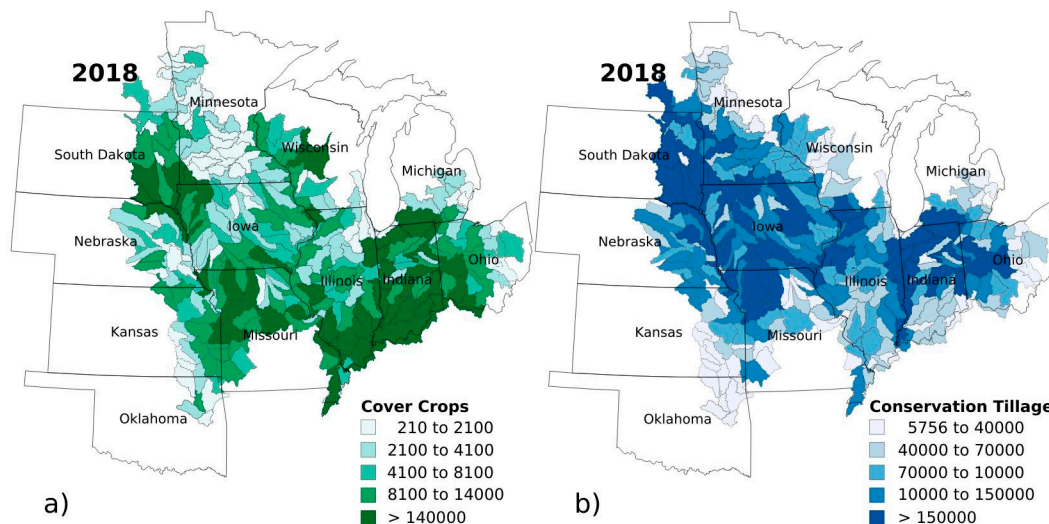 2018
Minnesota
South Dakota
Wisconsin
Michigan
Iowa
Nebraska
Ohio
Illinois
Indiana
Kansas
Missouri
Oklahoma
Cover Crops
210 to 2100
2100 to 4100
4100 to 8100
8100 to 14000
> 140000
a)
2018
Minnesota
South Dakota
Wisconsin
Michigan
Iowa
Nebraska
Ohio
Illinois
Indiana
Kansas
Missouri
Oklahoma
Conservation Tillage
5756 to 40000
40000 to 70000
70000 to 10000
10000 to 150000
> 150000
b)